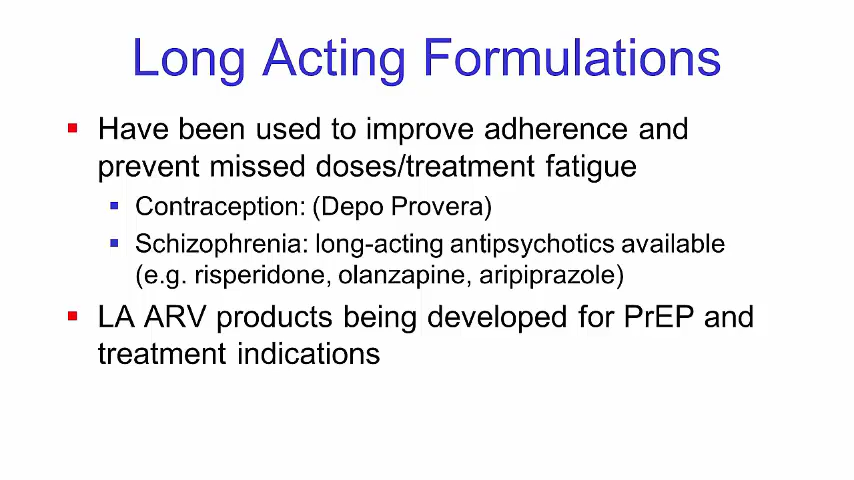 Long Acting Formulations
Have been used to improve adherence and
prevent missed doses/treatment fatigue
Contraception: (Depo Provera)
Schizophrenia: long-acting antipsychotics available
(e.g. risperidone, olanzapine, aripiprazole)
LA ARV products being developed for PrEP and
treatment indications